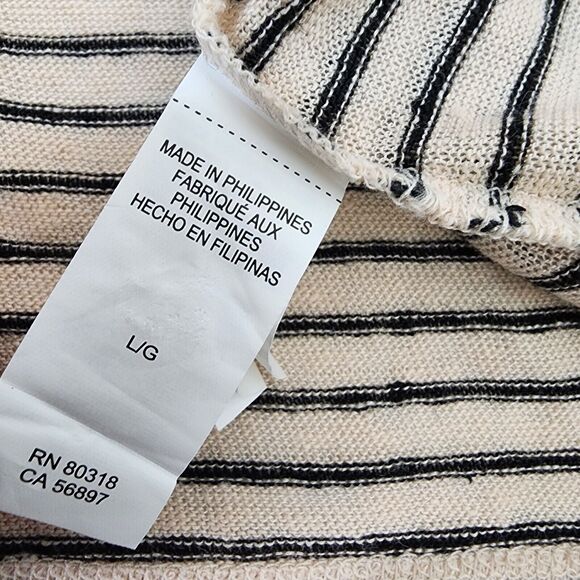 MADE IN PHILIPPINES
FABRIQUÉ AUX
PHILIPPINES
HECHO EN FILIPINAS
L/G
RN 80318
CA 56897